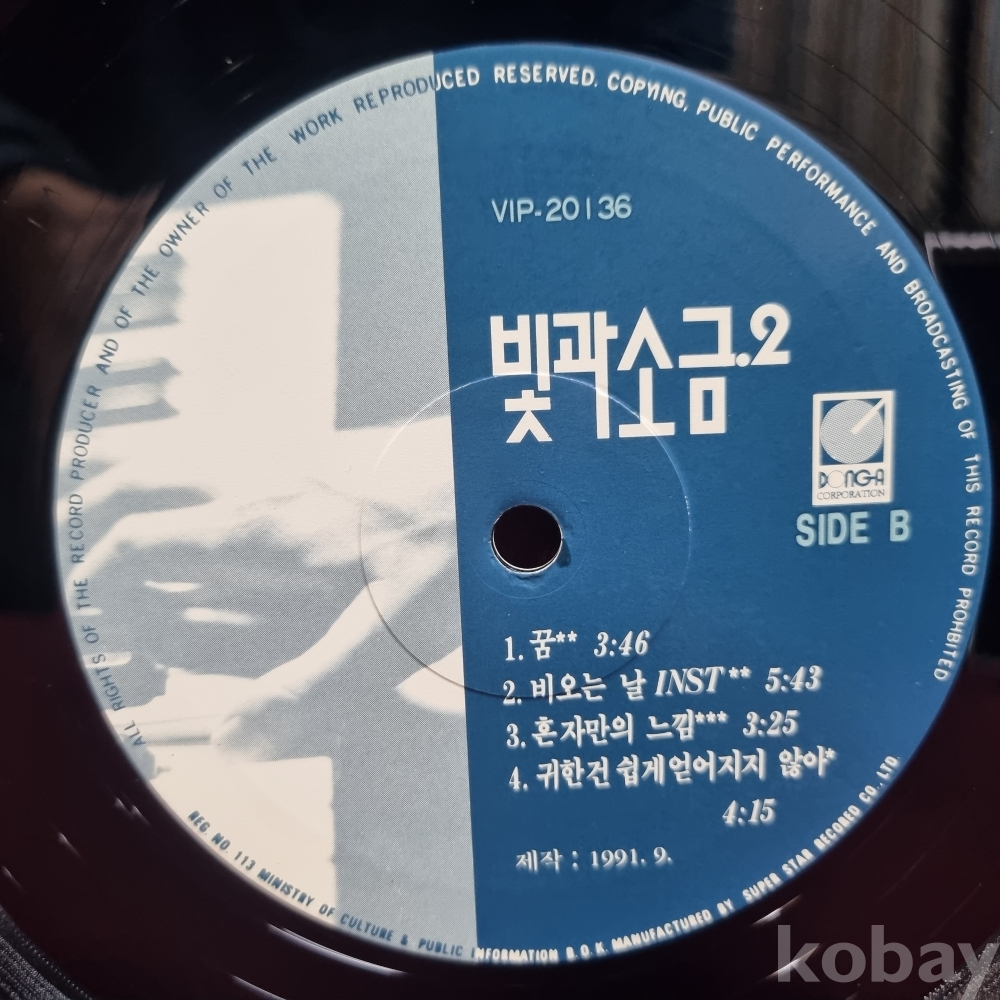 ALL RIGHTS OF THE RECORD PRODUCER AND OF THE OWNER OF THE WORK REPRODUCED RESERVED. COPYING, PUBLIC PERFORMANCE AND BROADCASTING OF THIS RECORD PROHIBITED
VIP-20136
빛과소금.2
DONG-A
CORPORATION
SIDE B
1. 꿈** 3:46
2. 비오는 날 INST** 5:43
3. 혼자만의 느낌*** 3:25
4. 귀한건 쉽게얻어지지 않아*
4:15
제작 : 1991. 9.
REG. NO. 113 MINISTRY OF CULTURE & PUBLIC INFORMATION R.O.K. MANUFACTURED BY SUPER STAR RECORED CO., LTD.
kobay